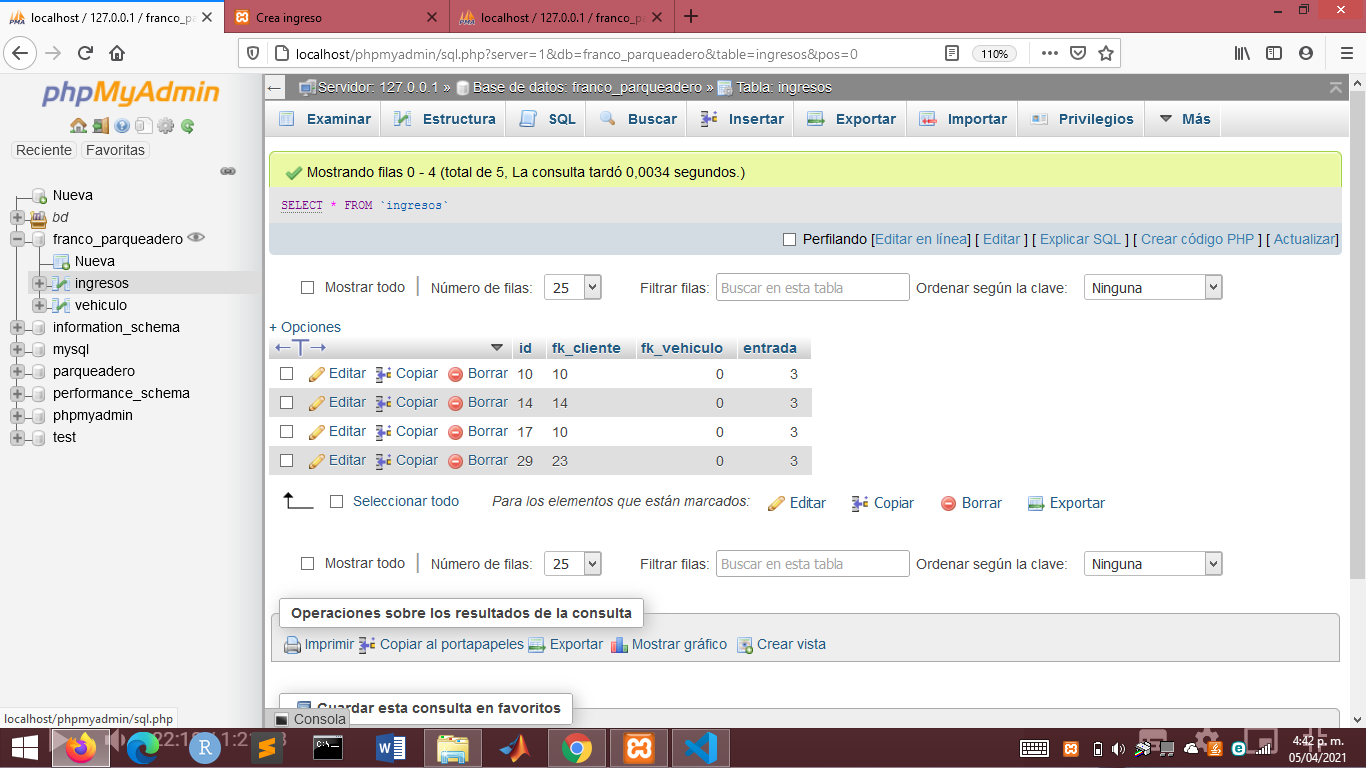 localhost / 127.0.0.1 / franco_p
Crea ingreso
localhost / 127.0.0.1 / franco_p
localhost/phpmyadmin/sql.php?server=1&db=franco_parqueadero&table=ingresos&pos=0
110%
phpMyAdmin
Reciente Favoritas
Nueva
bd
franco_parqueadero
Nueva
ingresos
vehiculo
information_schema
mysql
parqueadero
performance_schema
phpmyadmin
test
localhost/phpmyadmin/sql.php
Servidor: 127.0.0.1 » Base de datos: franco_parqueadero » Tabla: ingresos
Examinar Estructura SQL Buscar Insertar Exportar Importar Privilegios Más
Mostrando filas 0 - 4 (total de 5, La consulta tardó 0,0034 segundos.)
SELECT * FROM `ingresos`
Perfilando [Editar en línea] [ Editar ] [ Explicar SQL ] [ Crear código PHP ] [ Actualizar]
Mostrar todo | Número de filas: 25 Filtrar filas: Buscar en esta tabla Ordenar según la clave: Ninguna
+ Opciones
←T→ id fk_cliente fk_vehiculo entrada
Editar Copiar Borrar 10 10 0 3
Editar Copiar Borrar 14 14 0 3
Editar Copiar Borrar 17 10 0 3
Editar Copiar Borrar 29 23 0 3
Seleccionar todo Para los elementos que están marcados: Editar Copiar Borrar Exportar
Mostrar todo | Número de filas: 25 Filtrar filas: Buscar en esta tabla Ordenar según la clave: Ninguna
Operaciones sobre los resultados de la consulta
Imprimir Copiar al portapapeles Exportar Mostrar gráfico Crear vista
Guardar esta consulta en favoritos
Consola
4:42 p. m.
05/04/2021